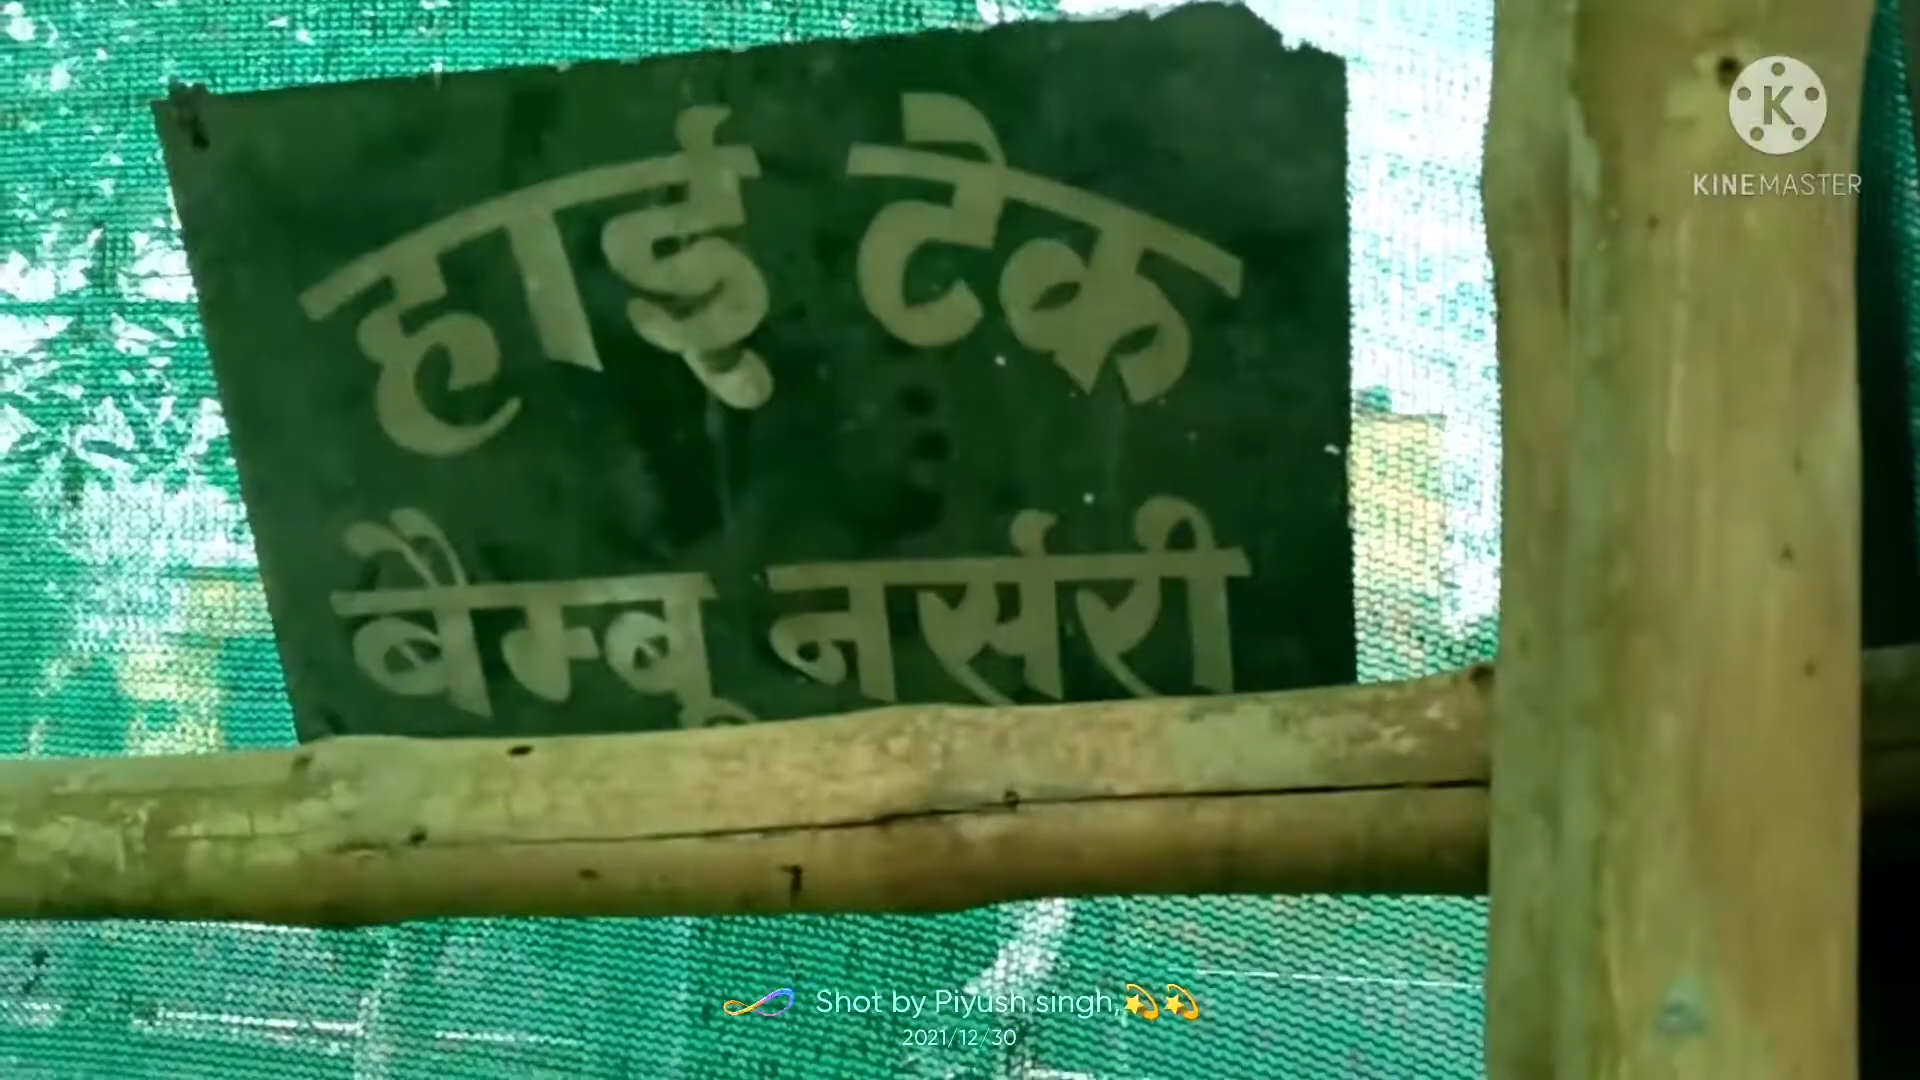 हाई टेक
बैम्बू नर्सरी
K
KINEMASTER
Shot by Piyush singh,💫💫
2021/12/30